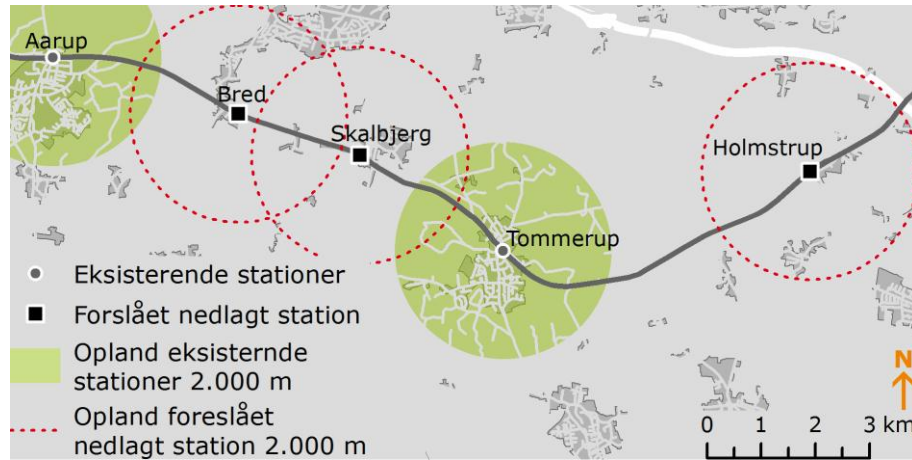 Aarup
Bred
Skalbjerg
Holmstrup
Tommerup
Eksisterende stationer
Forslået nedlagt station
Opland eksisternde
stationer 2.000 m
Opland foreslået
nedlagt station 2.000 m
N
0 1 2 3 km